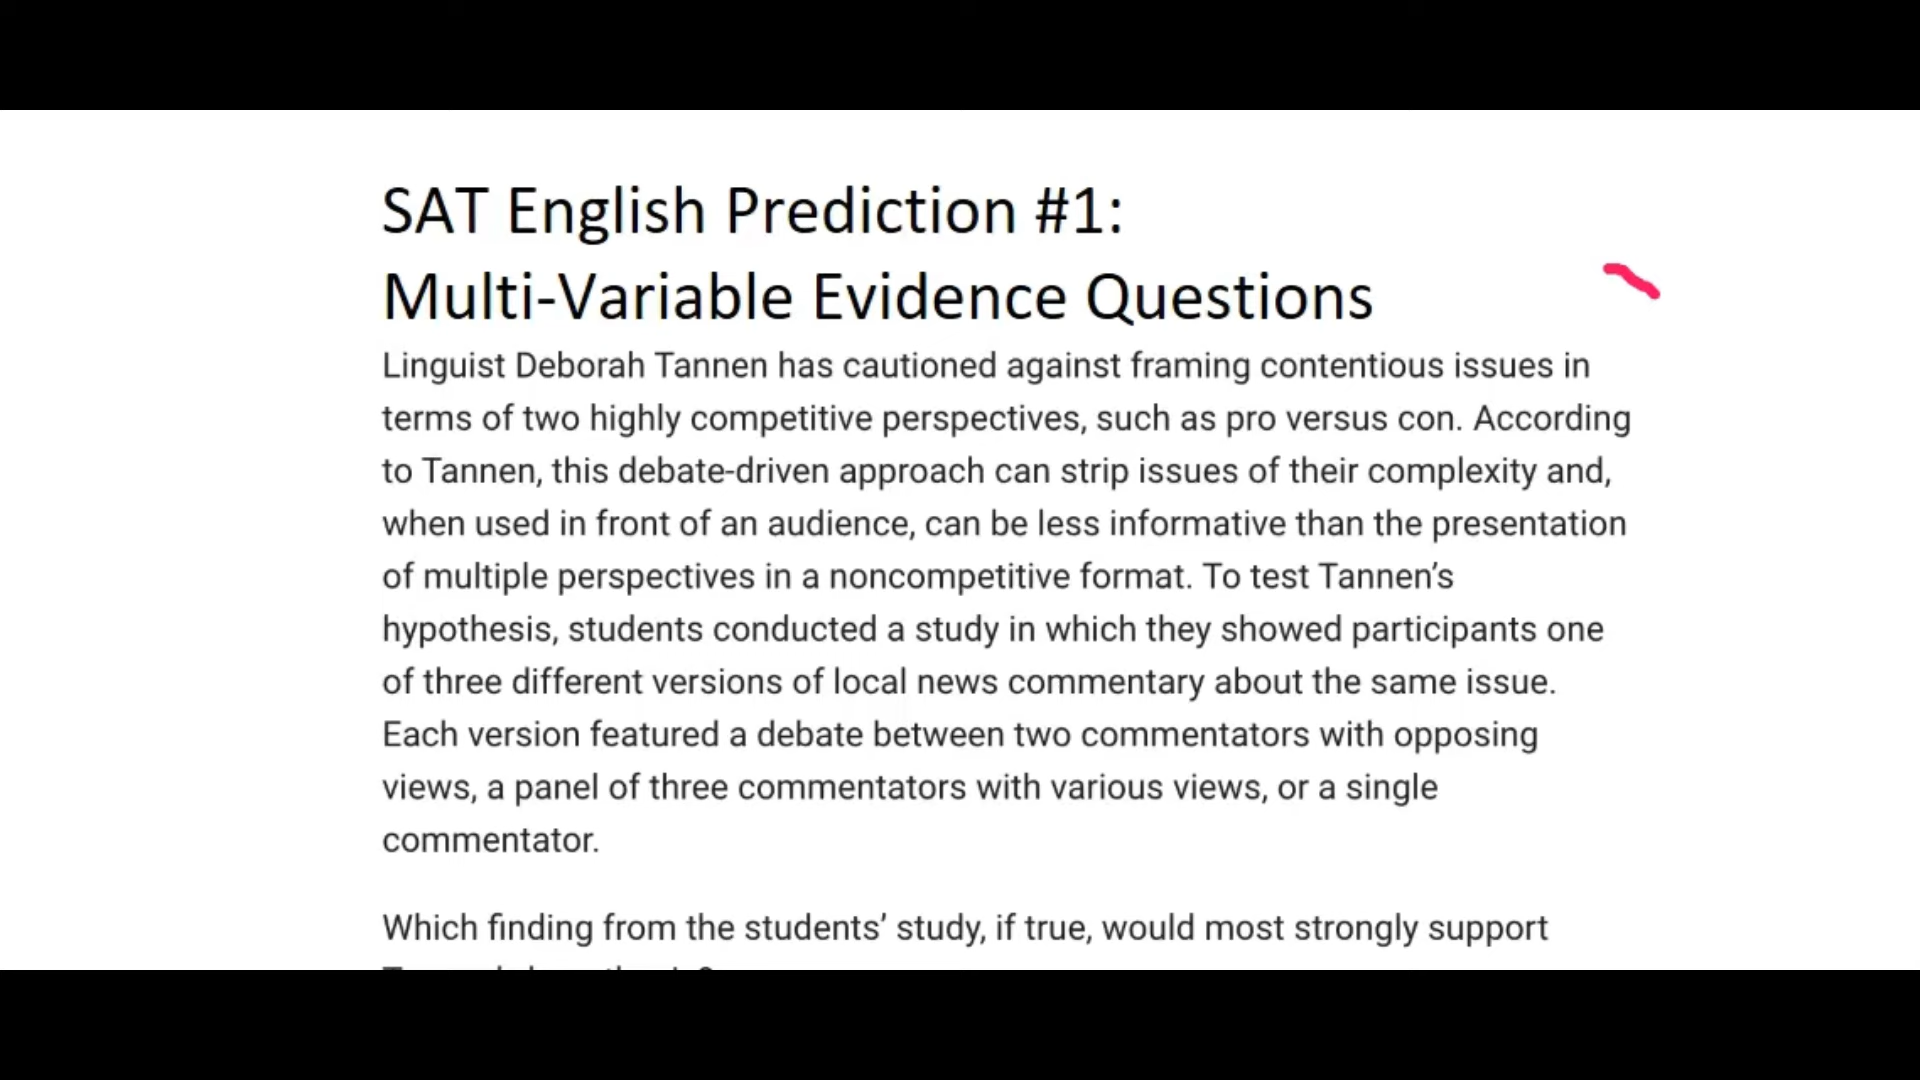 SAT English Prediction #1:
Multi-Variable Evidence Questions
Linguist Deborah Tannen has cautioned against framing contentious issues in
terms of two highly competitive perspectives, such as pro versus con. According
to Tannen, this debate-driven approach can strip issues of their complexity and,
when used in front of an audience, can be less informative than the presentation
of multiple perspectives in a noncompetitive format. To test Tannen’s
hypothesis, students conducted a study in which they showed participants one
of three different versions of local news commentary about the same issue.
Each version featured a debate between two commentators with opposing
views, a panel of three commentators with various views, or a single
commentator.
Which finding from the students’ study, if true, would most strongly support